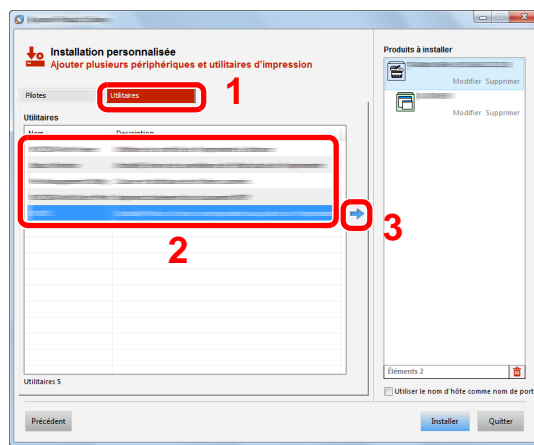 Installation personnalisée
Ajouter plusieurs périphériques et utilitaires d'impression
Pilotes
Utilitaires
1
Utilitaires
Nom Description
2
3
Utilitaires 5
Produits à installer
Modifier Supprimer
Modifier Supprimer
Éléments 2
Utiliser le nom d'hôte comme nom de port
Précédent
Installer
Quitter